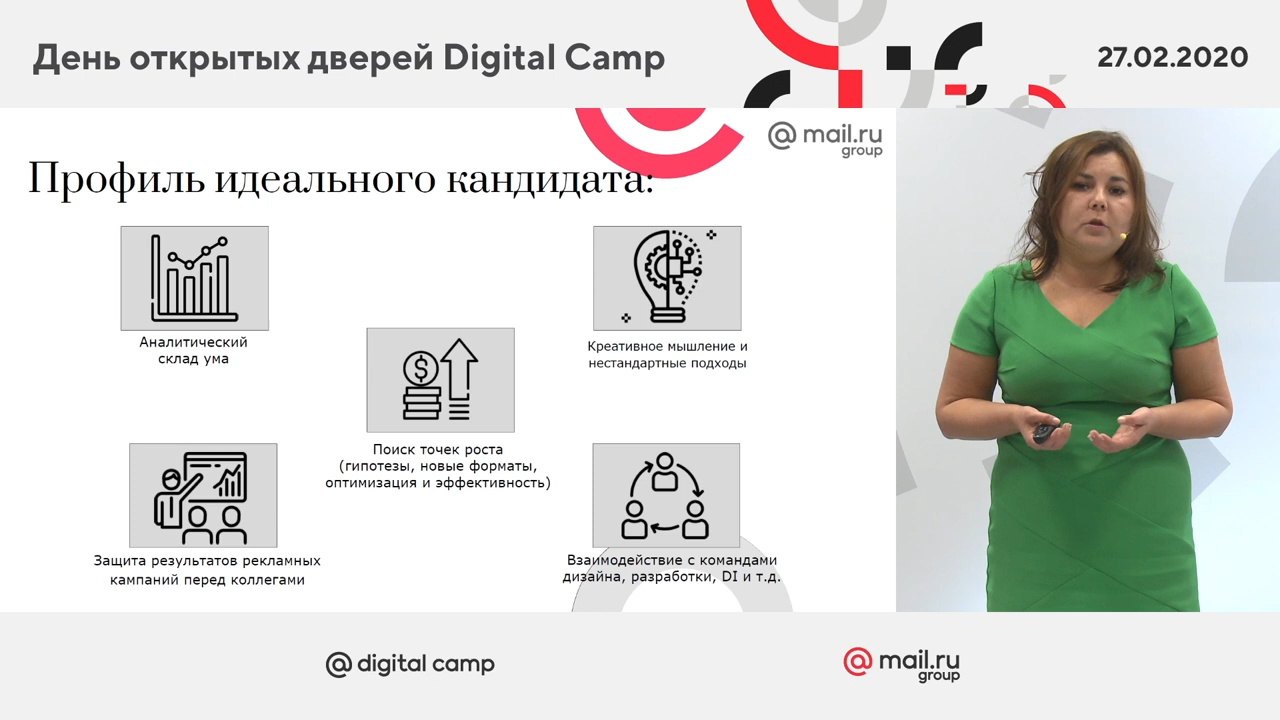 День открытых дверей Digital Camp
27.02.2020
@ mail.ru
group
Профиль идеального кандидата:
Аналитический
склад ума
Креативное мышление и
нестандартные подходы
Поиск точек роста
(гипотезы, новые форматы,
оптимизация и эффективность)
Защита результатов рекламных
кампаний перед коллегами
Взаимодействие с командами
дизайна, разработки, DI и т.д.
@ digital camp
@ mail.ru
group